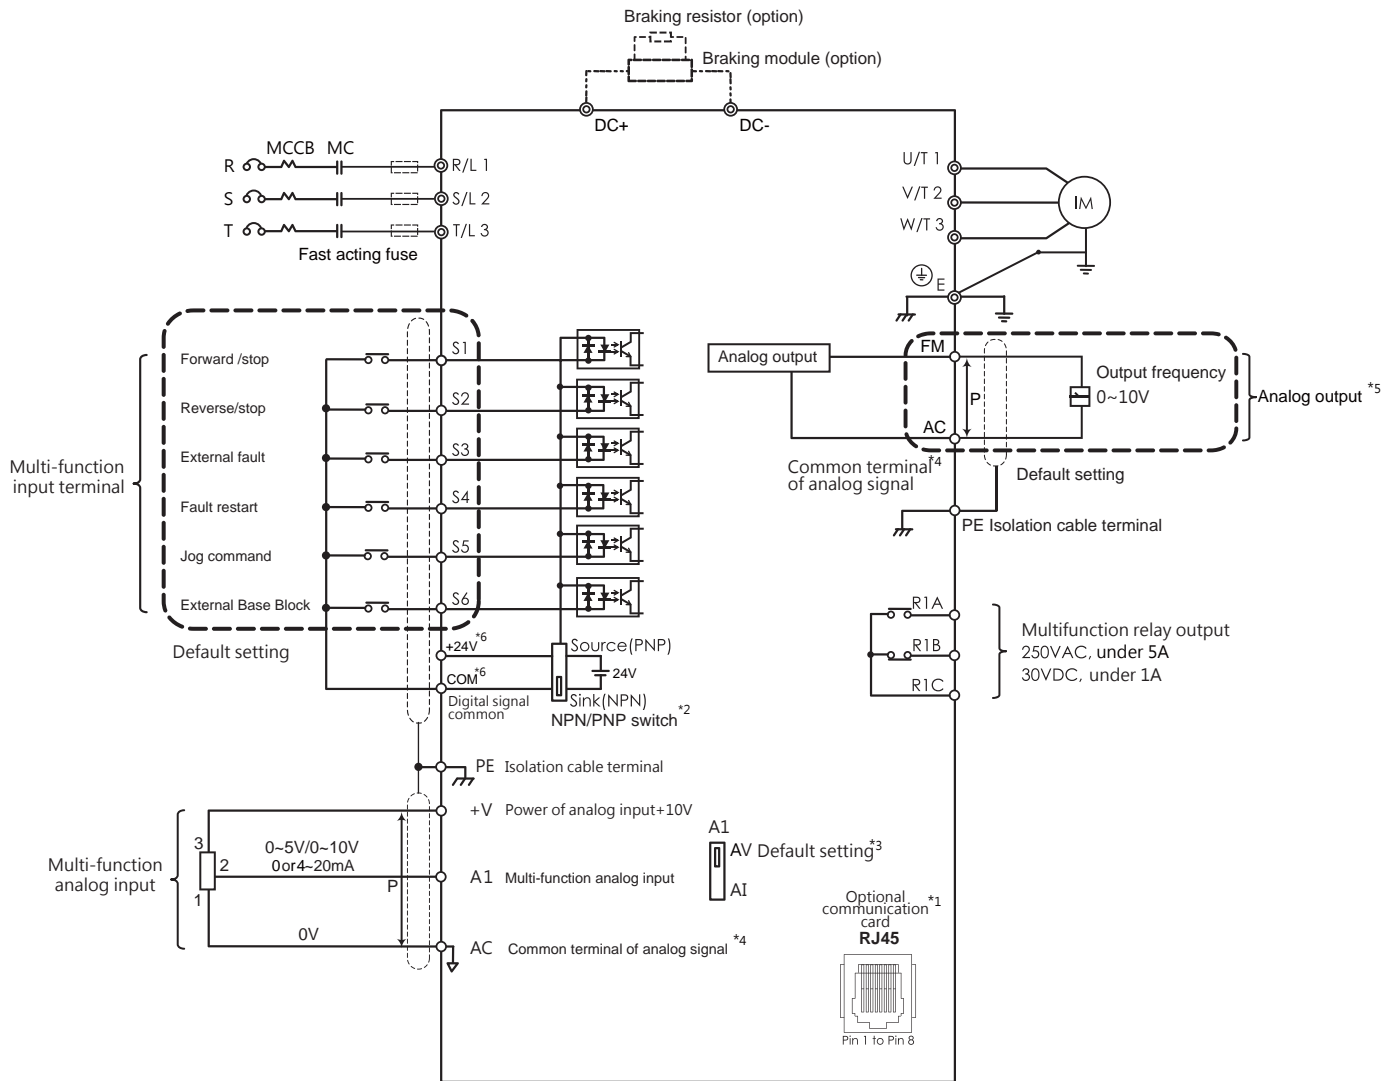 Braking resistor (option)
Braking module (option)
DC+
DC-
MCCB MC
R
R/L 1
S
S/L 2
T
T/L 3
Fast acting fuse
U/T 1
V/T 2
W/T 3
IM
E
Multi-function
input terminal
Forward /stop
S1
Reverse/stop
S2
External fault
S3
Fault restart
S4
Jog command
S5
External Base Block
S6
Default setting
+24V*6
COM*6
Digital signal
common
Source(PNP)
24V
Sink(NPN)
NPN/PNP switch*2
Analog output
FM
AC
P
Output frequency
0~10V
Analog output *5
Common terminal*4
of analog signal
Default setting
PE Isolation cable terminal
R1A
R1B
R1C
Multifunction relay output
250VAC, under 5A
30VDC, under 1A
PE Isolation cable terminal
+V Power of analog input+10V
Multi-function
analog input
3
2
1
0~5V/0~10V
0or4~20mA
P
0V
A1 Multi-function analog input
AC Common terminal of analog signal *4
A1
AV Default setting*3
AI
Optional
communication*1
card
RJ45
Pin 1 to Pin 8